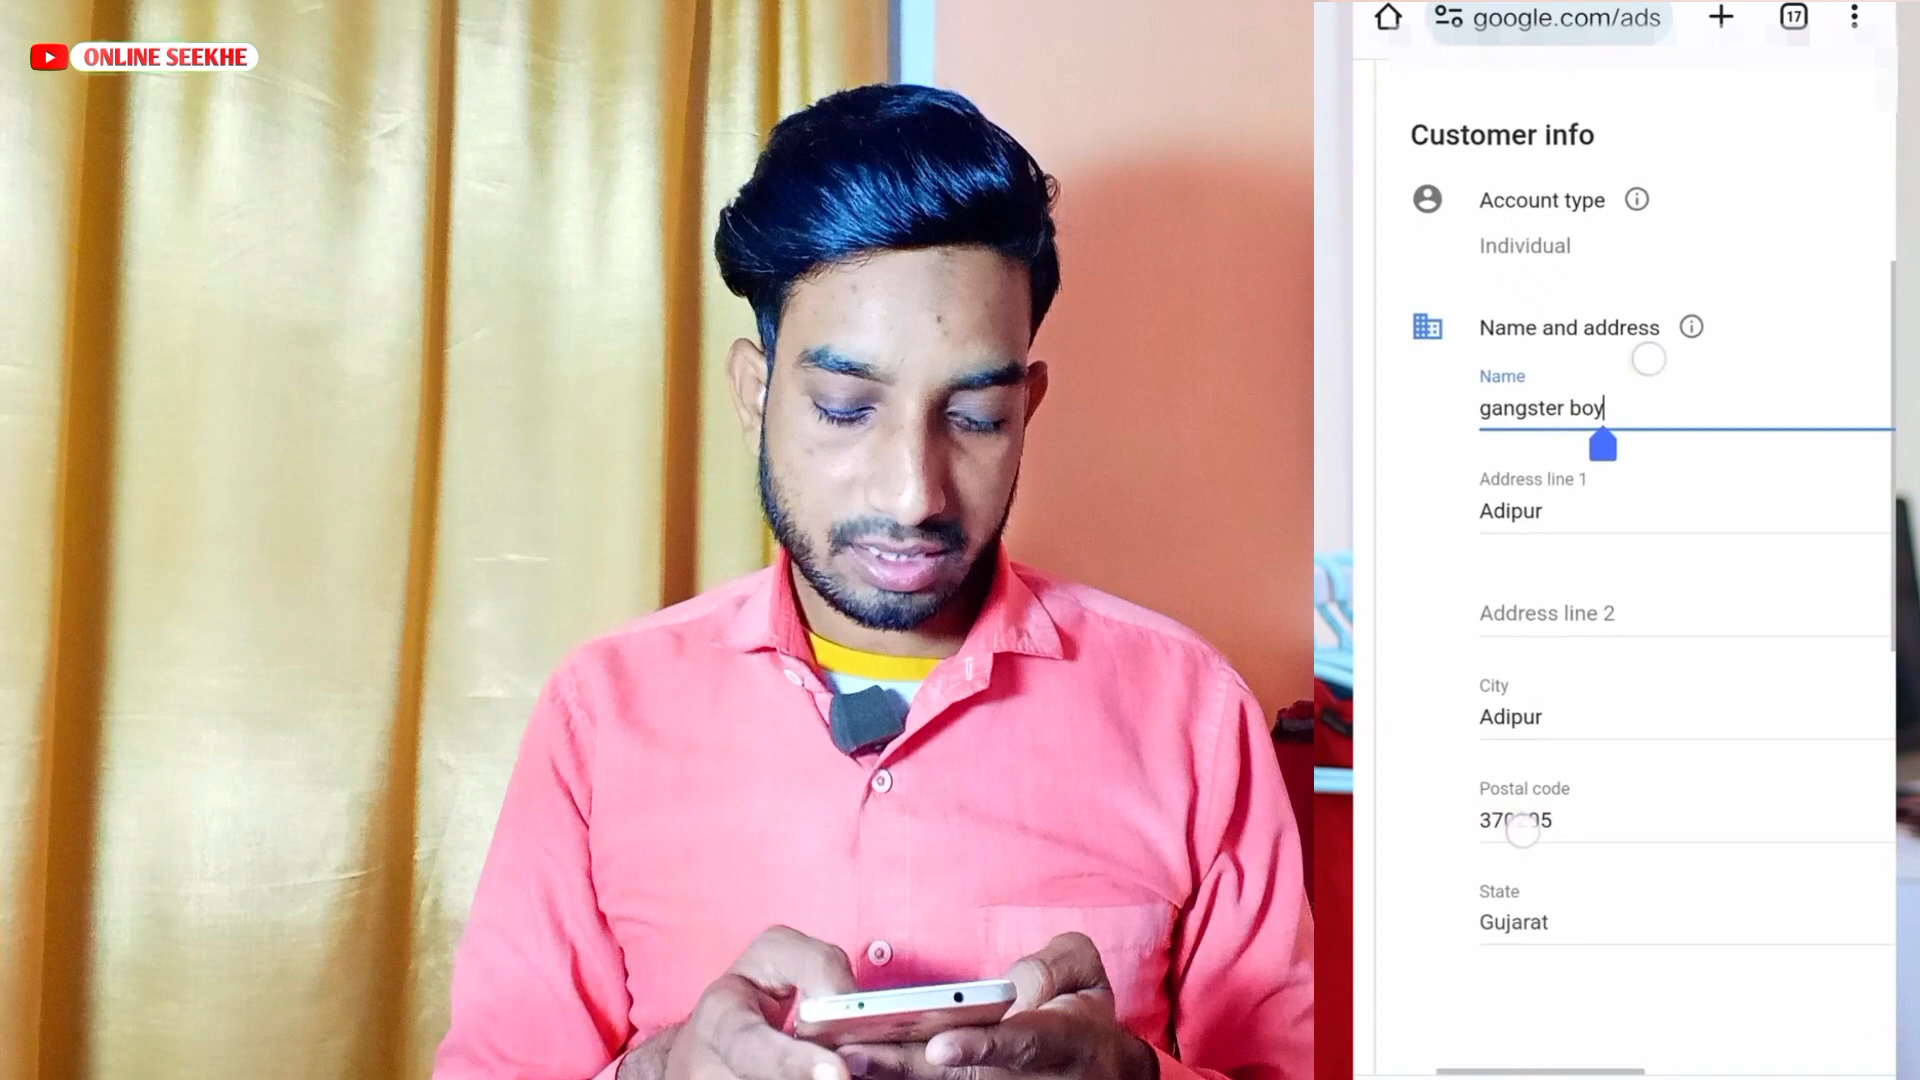 ONLINE SEEKHE
google.com/ads
17
Customer info
Account type
Individual
Name and address
Name
gangster boy
Address line 1
Adipur
Address line 2
City
Adipur
Postal code
370205
State
Gujarat